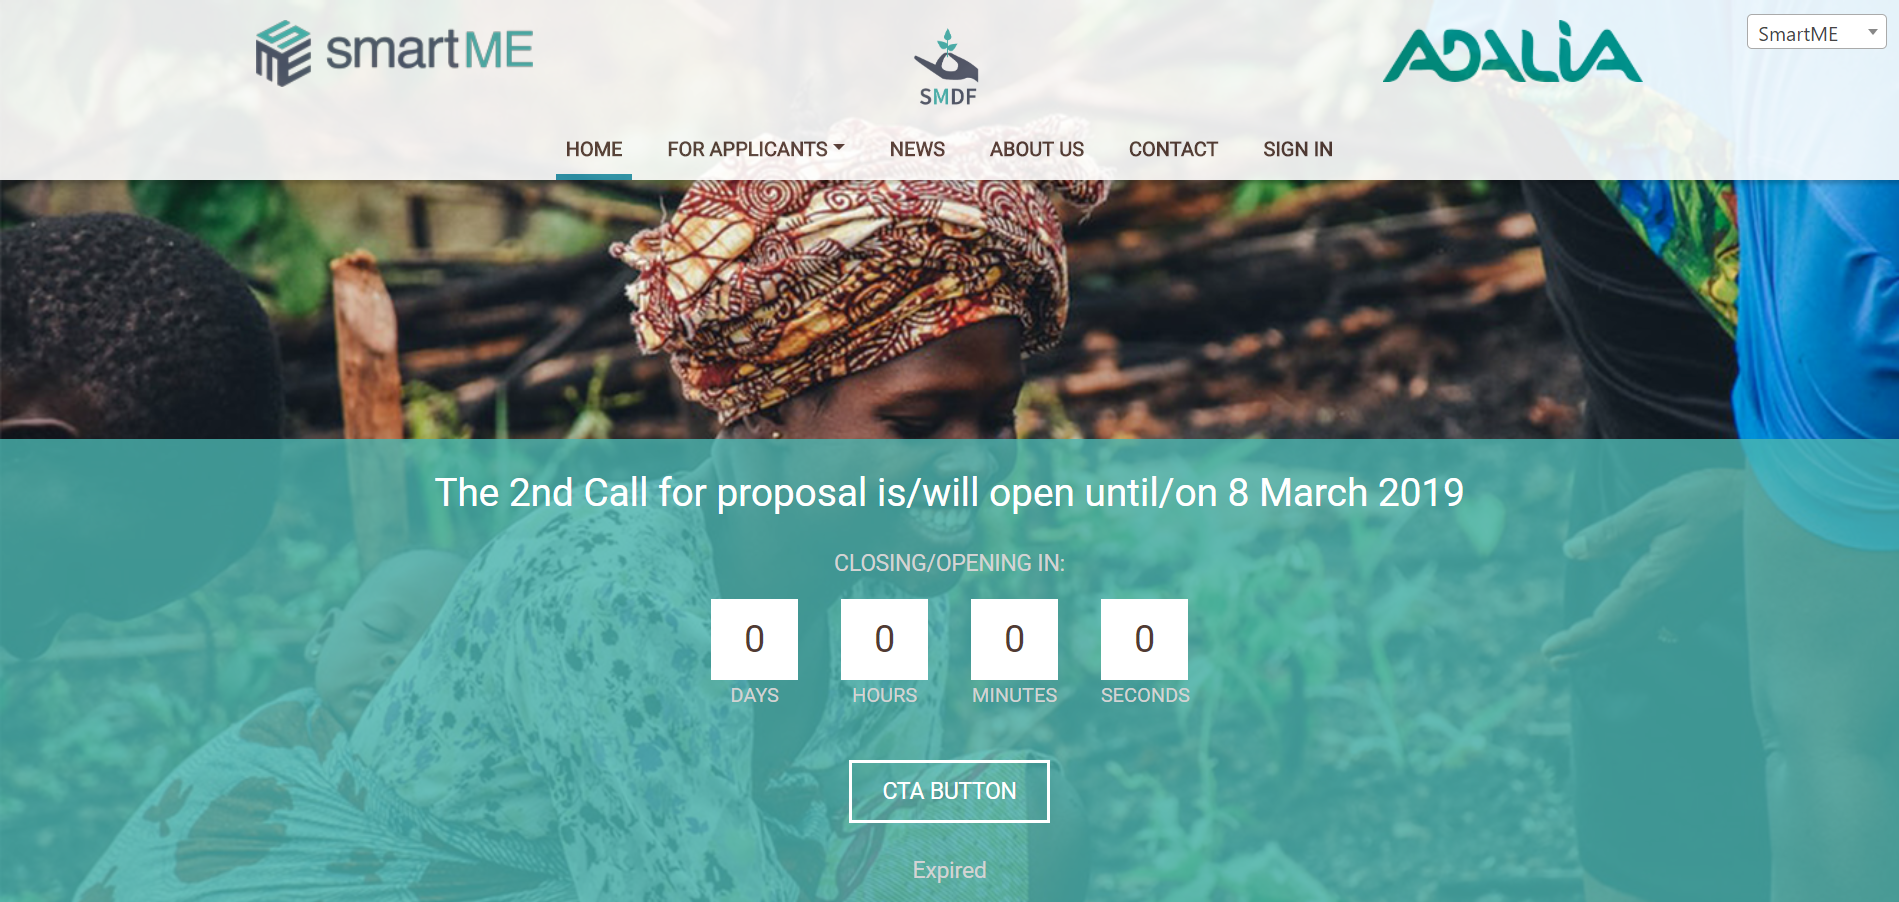 smartME
SMDF
ADALIA
SmartME
HOME
FOR APPLICANTS
NEWS
ABOUT US
CONTACT
SIGN IN
The 2nd Call for proposal is/will open until/on 8 March 2019
CLOSING/OPENING IN:
0 0 0 0
DAYS HOURS MINUTES SECONDS
CTA BUTTON
Expired